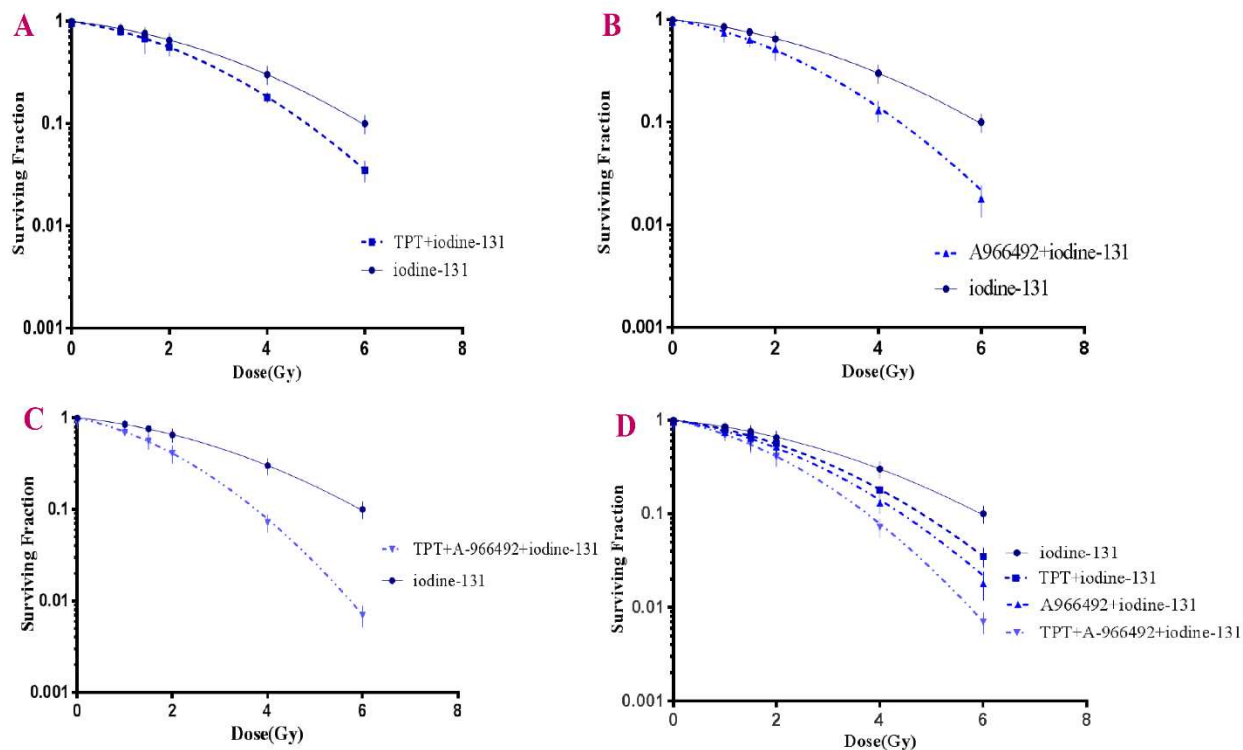 A
Surviving Fraction
1
0.1
0.01
0.001
TPT+iodine-131
iodine-131
0 2 4 6 8
Dose(Gy)
B
Surviving Fraction
1
0.1
0.01
0.001
A966492+iodine-131
iodine-131
0 2 4 6 8
Dose(Gy)
C
Surviving Fraction
1
0.1
0.01
0.001
TPT+A-966492+iodine-131
iodine-131
0 2 4 6 8
Dose(Gy)
D
Surviving Fraction
1
0.1
0.01
0.001
iodine-131
TPT+iodine-131
A966492+iodine-131
TPT+A-966492+iodine-131
0 2 4 6 8
Dose(Gy)